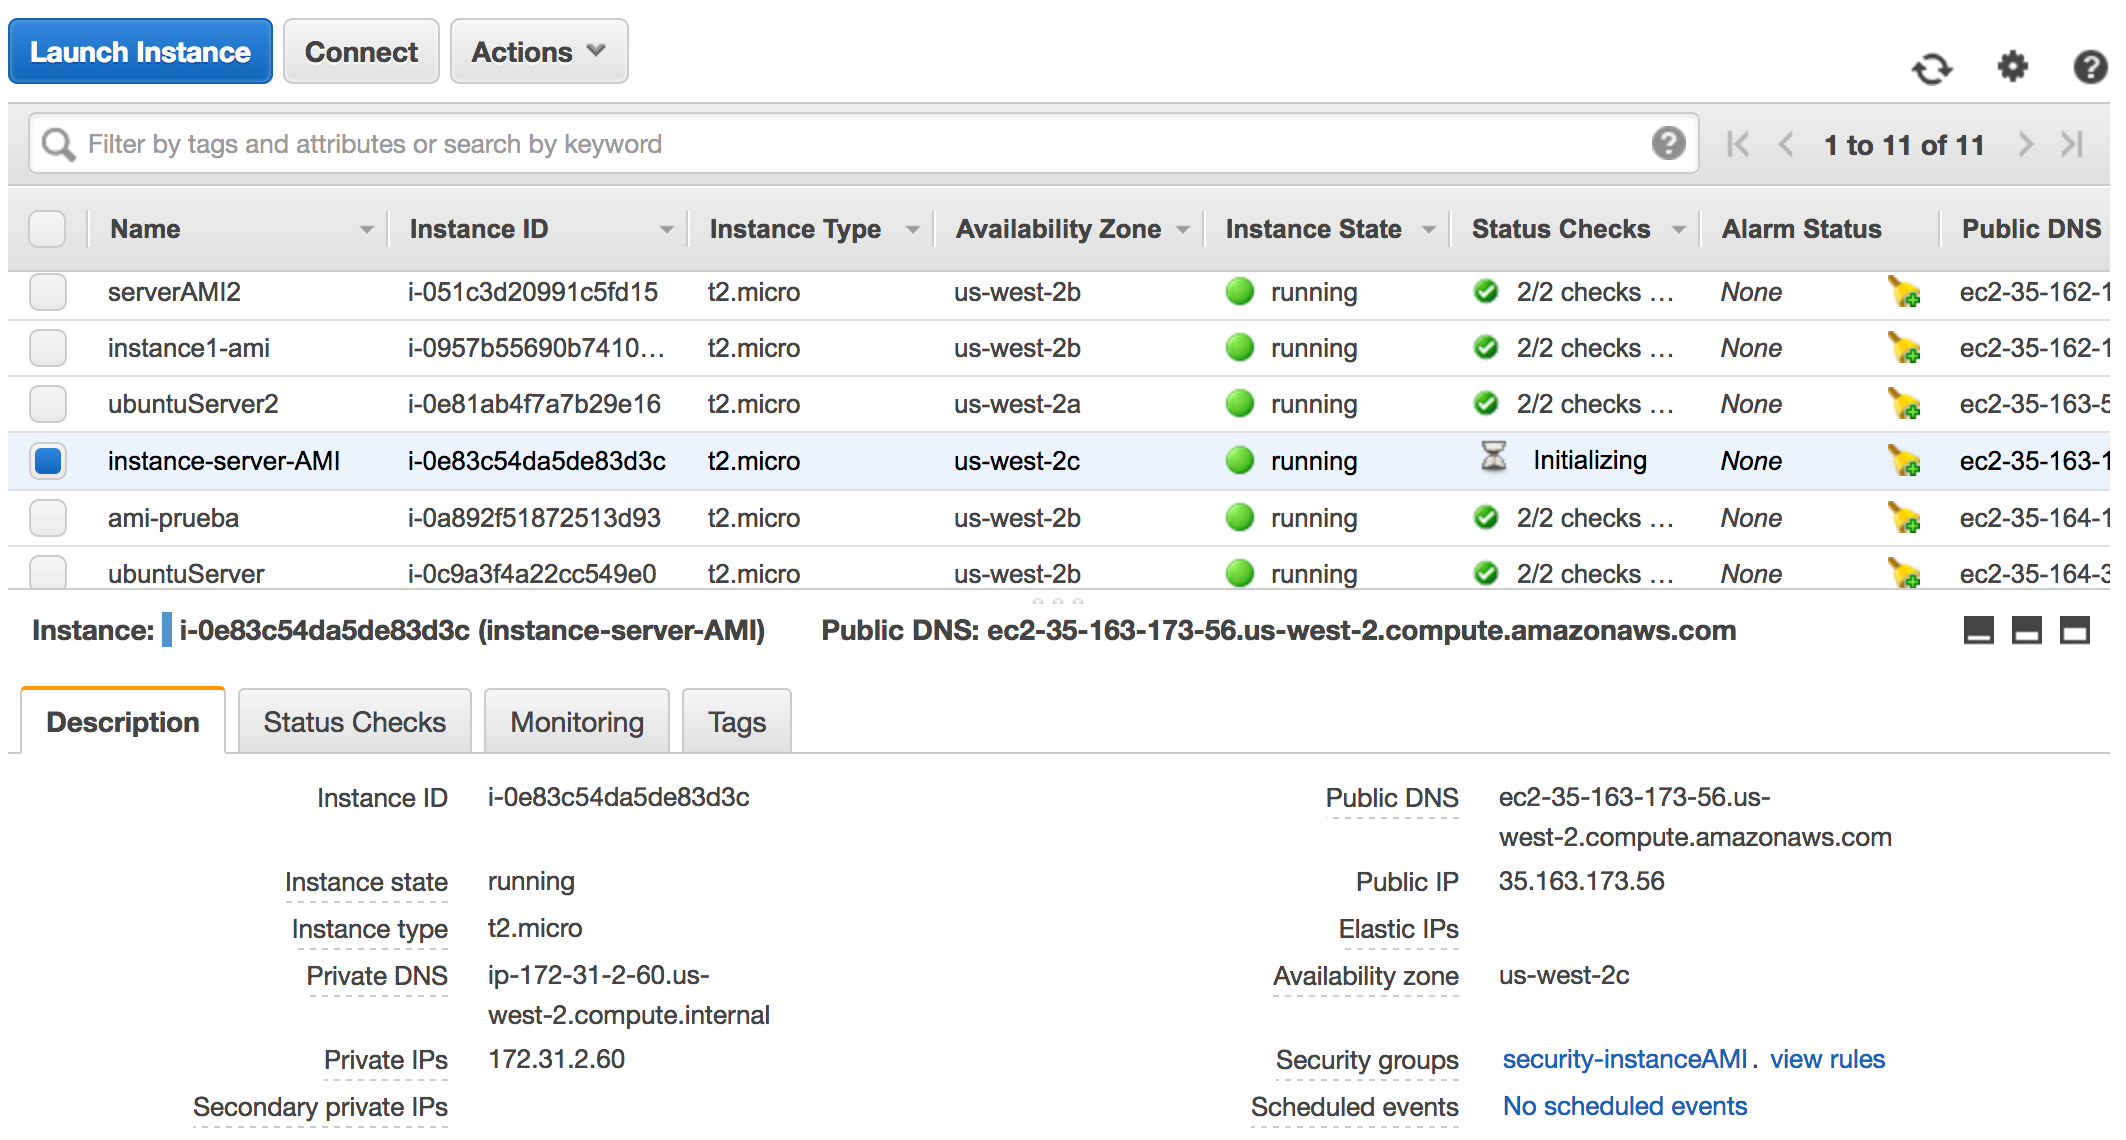 Launch Instance Connect Actions
Filter by tags and attributes or search by keyword 1 to 11 of 11
Name Instance ID Instance Type Availability Zone Instance State Status Checks Alarm Status Public DNS
serverAMI2 i-051c3d20991c5fd15 t2.micro us-west-2b running 2/2 checks … None ec2-35-162-1
instance1-ami i-0957b55690b7410… t2.micro us-west-2b running 2/2 checks … None ec2-35-162-1
ubuntuServer2 i-0e81ab4f7a7b29e16 t2.micro us-west-2a running 2/2 checks … None ec2-35-163-5
instance-server-AMI i-0e83c54da5de83d3c t2.micro us-west-2c running Initializing None ec2-35-163-1
ami-prueba i-0a892f51872513d93 t2.micro us-west-2b running 2/2 checks … None ec2-35-164-1
ubuntuServer i-0c9a3f4a22cc549e0 t2.micro us-west-2b running 2/2 checks … None ec2-35-164-3
Instance: i-0e83c54da5de83d3c (instance-server-AMI) Public DNS: ec2-35-163-173-56.us-west-2.compute.amazonaws.com
Description Status Checks Monitoring Tags
Instance ID i-0e83c54da5de83d3c Public DNS ec2-35-163-173-56.us-
west-2.compute.amazonaws.com
Instance state running Public IP 35.163.173.56
Instance type t2.micro Elastic IPs
Private DNS ip-172-31-2-60.us- Availability zone us-west-2c
west-2.compute.internal
Private IPs 172.31.2.60 Security groups security-instanceAMI. view rules
Secondary private IPs Scheduled events No scheduled events